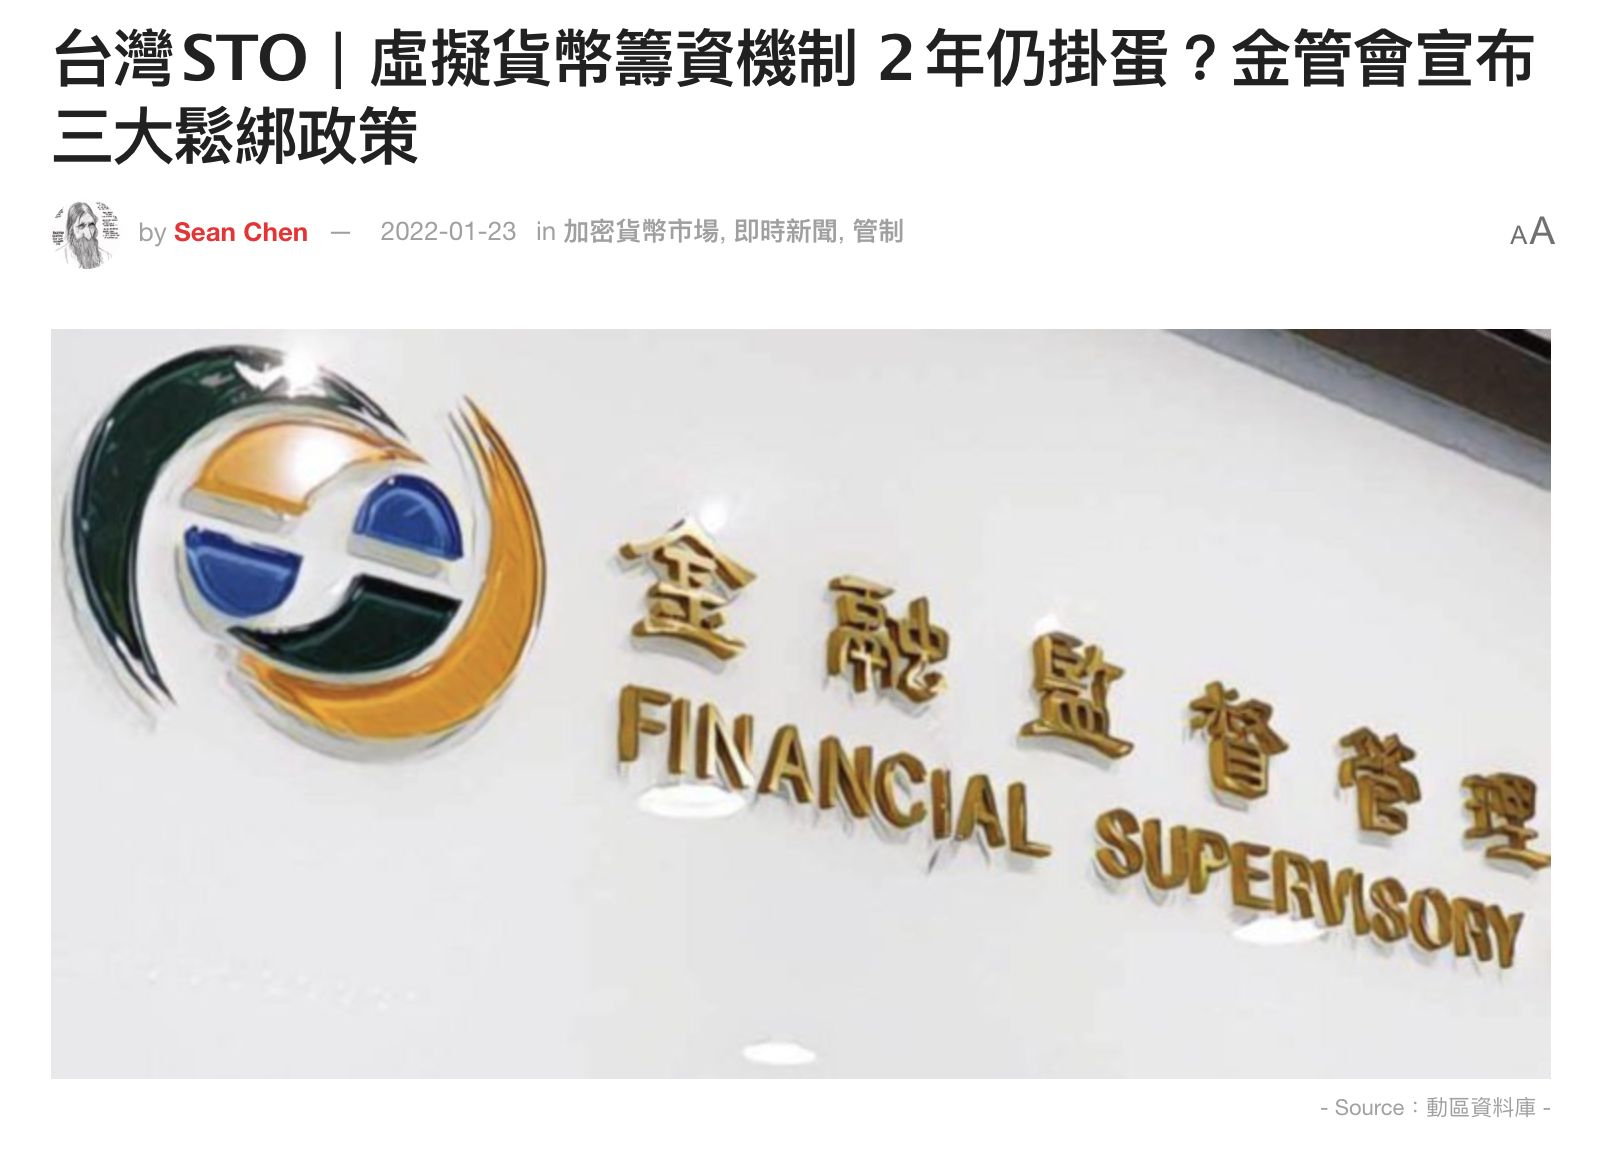 台灣STO｜虛擬貨幣籌資機制 2 年仍掛蛋？金管會宣布
三大鬆綁政策
by Sean Chen — 2022-01-23 in 加密貨幣市場, 即時新聞, 管制
AA
金融監督管理
FINANCIAL SUPERVISORY
- Source：動區資料庫 -